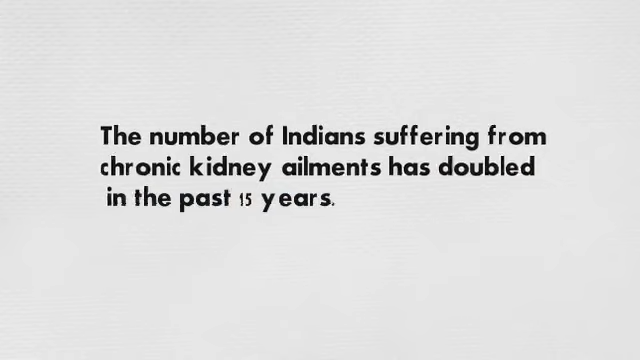 The number of Indians suffering from
chronic kidney ailments has doubled
in the past 15 years.